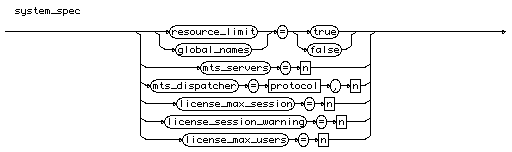 system_spec
resource_limit = true
global_names false
mts_servers = n
mts_dispatcher = protocol , n
license_max_session = n
license_session_warning = n
license_max_users = n